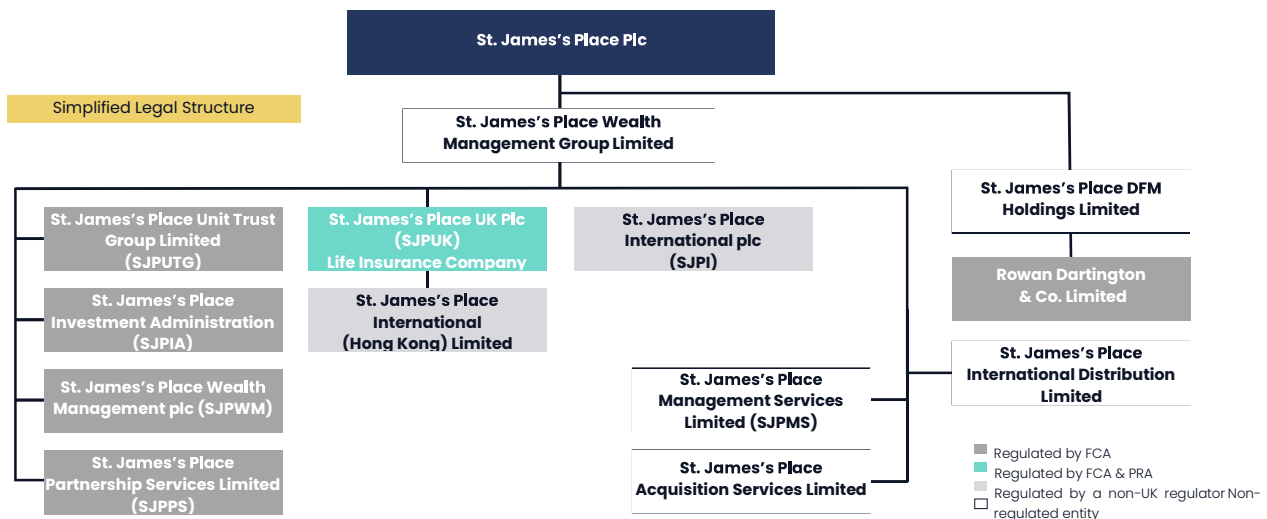 St. James's Place Plc
Simplified Legal Structure
St. James's Place Wealth
Management Group Limited
St. James's Place DFM
Holdings Limited
St. James's Place Unit Trust
Group Limited
(SJPUTG)
St. James's Place UK Plc
(SJPUK)
Life Insurance Company
St. James's Place
International plc
(SJPI)
Rowan Dartington
& Co. Limited
St. James's Place
Investment Administration
(SJPIA)
St. James's Place
International
(Hong Kong) Limited
St. James's Place
International Distribution
Limited
St. James's Place Wealth
Management plc (SJPWM)
St. James's Place
Management Services
Limited (SJPMS)
St. James's Place
Partnership Services Limited
(SJPPS)
St. James's Place
Acquisition Services Limited
Regulated by FCA
Regulated by FCA & PRA
Regulated by a non-UK regulator Non-
regulated entity